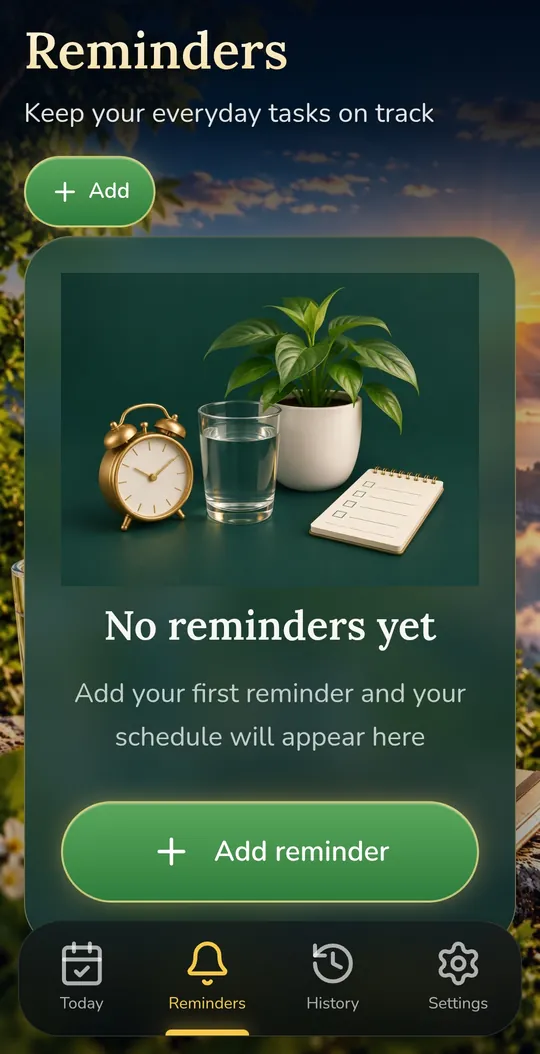 Reminders
Keep your everyday tasks on track
Add
No reminders yet
Add your first reminder and your
schedule will appear here
Add reminder
Today
Reminders
History
Settings